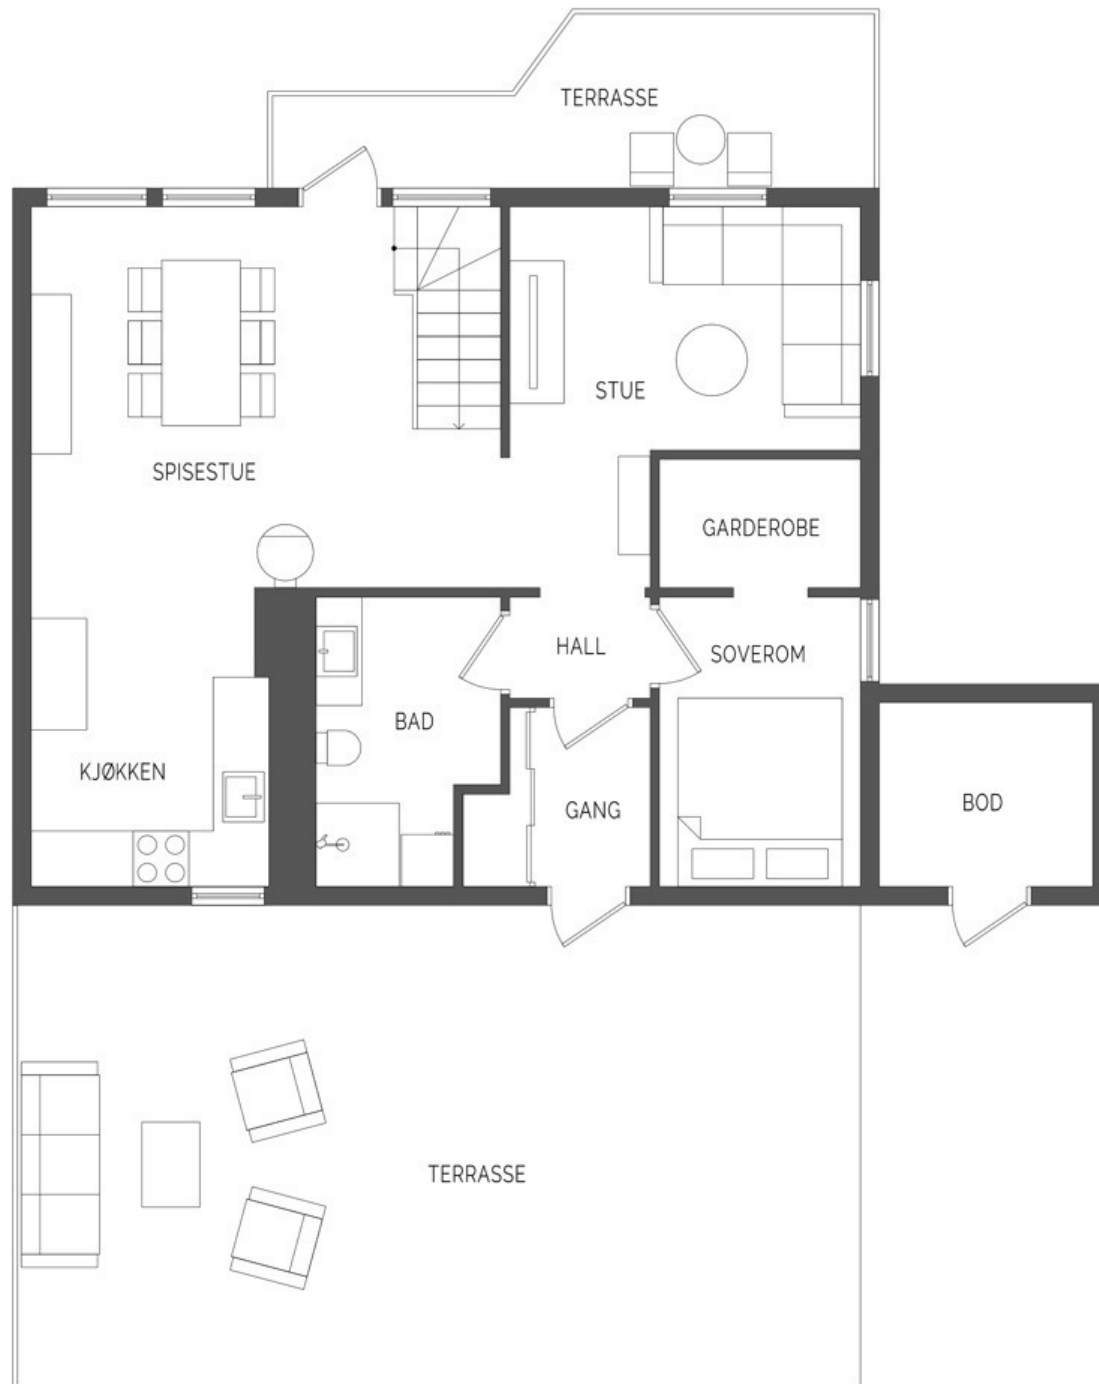 TERRASSE
STUE
SPISESTUE
GARDEROBE
HALL
SOVEROM
BAD
KJØKKEN
BOD
GANG
TERRASSE